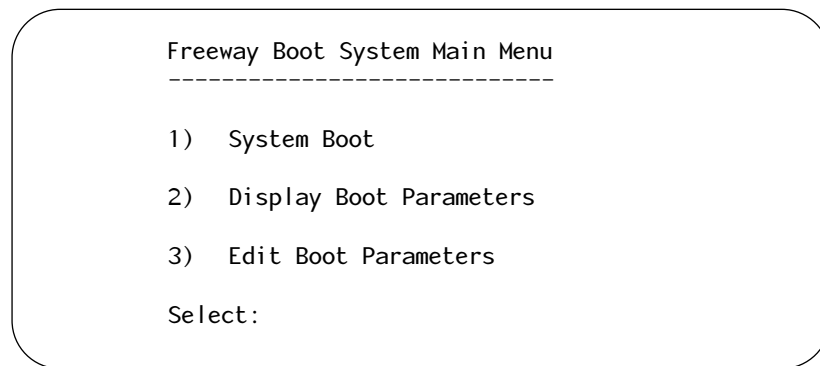 Freeway Boot System Main Menu
-----------------------------
1) System Boot
2) Display Boot Parameters
3) Edit Boot Parameters
Select: